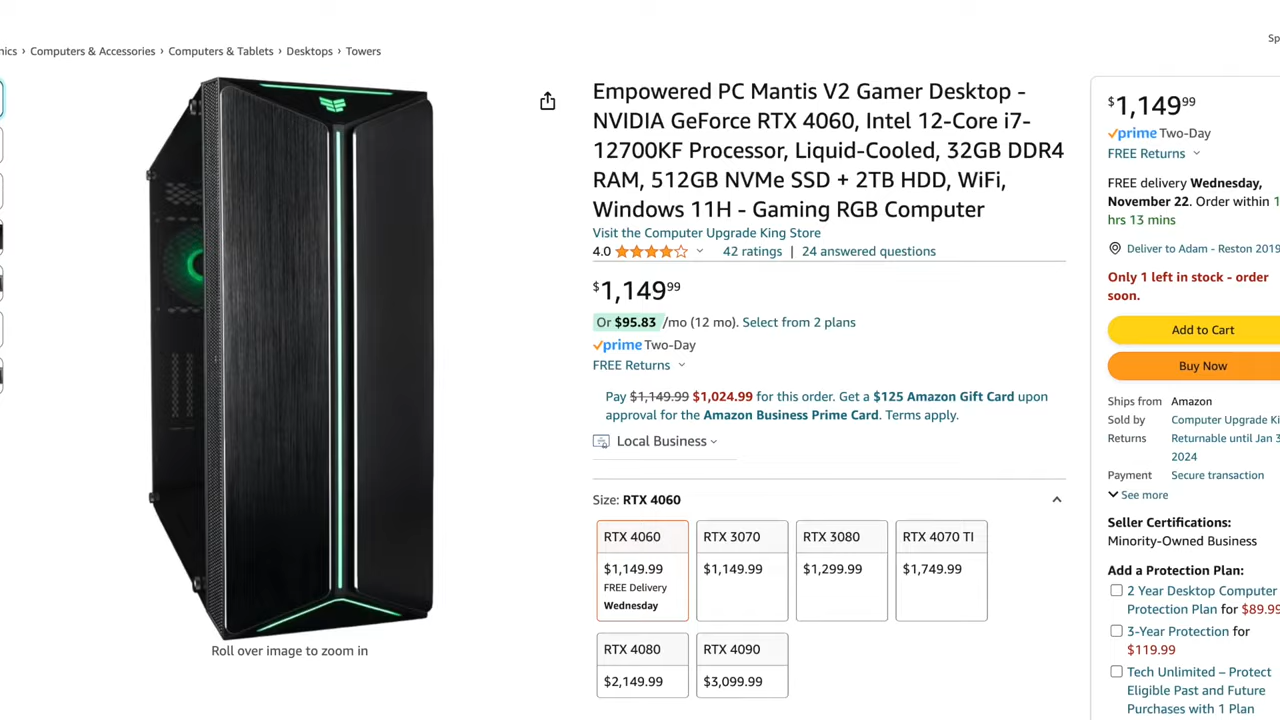 nics › Computers & Accessories › Computers & Tablets › Desktops › Towers
Sp
Roll over image to zoom in
Empowered PC Mantis V2 Gamer Desktop -
NVIDIA GeForce RTX 4060, Intel 12-Core i7-
12700KF Processor, Liquid-Cooled, 32GB DDR4
RAM, 512GB NVMe SSD + 2TB HDD, WiFi,
Windows 11H - Gaming RGB Computer
Visit the Computer Upgrade King Store
4.0 42 ratings | 24 answered questions
$1,149 99
Or $95.83 /mo (12 mo). Select from 2 plans
prime Two-Day
FREE Returns
Pay $1,149.99 $1,024.99 for this order. Get a $125 Amazon Gift Card upon
approval for the Amazon Business Prime Card. Terms apply.
Local Business
Size: RTX 4060
RTX 4060
$1,149.99
FREE Delivery
Wednesday
RTX 3070
$1,149.99
RTX 3080
$1,299.99
RTX 4070 TI
$1,749.99
RTX 4080
$2,149.99
RTX 4090
$3,099.99
$1,149 99
prime Two-Day
FREE Returns
FREE delivery Wednesday,
November 22. Order within 1
hrs 13 mins
Deliver to Adam - Reston 2019
Only 1 left in stock - order
soon.
Add to Cart
Buy Now
Ships from Amazon
Sold by Computer Upgrade Ki
Returns Returnable until Jan 3
2024
Payment Secure transaction
See more
Seller Certifications:
Minority-Owned Business
Add a Protection Plan:
2 Year Desktop Computer
Protection Plan for $89.99
3-Year Protection for
$119.99
Tech Unlimited – Protect
Eligible Past and Future
Purchases with 1 Plan